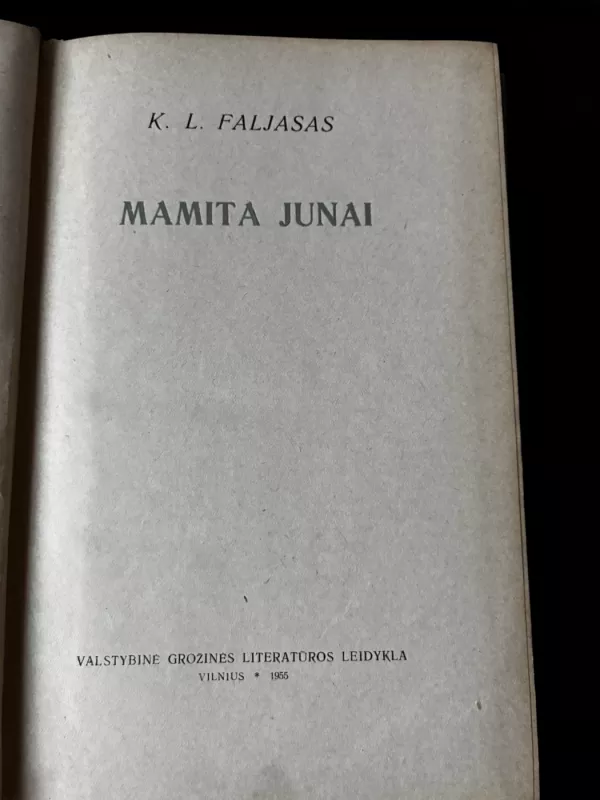 K. L. FALJASAS
MAMITA JUNAI
VALSTYBINĖ GROŽINĖS LITERATŪROS LEIDYKLA
VILNIUS * 1955